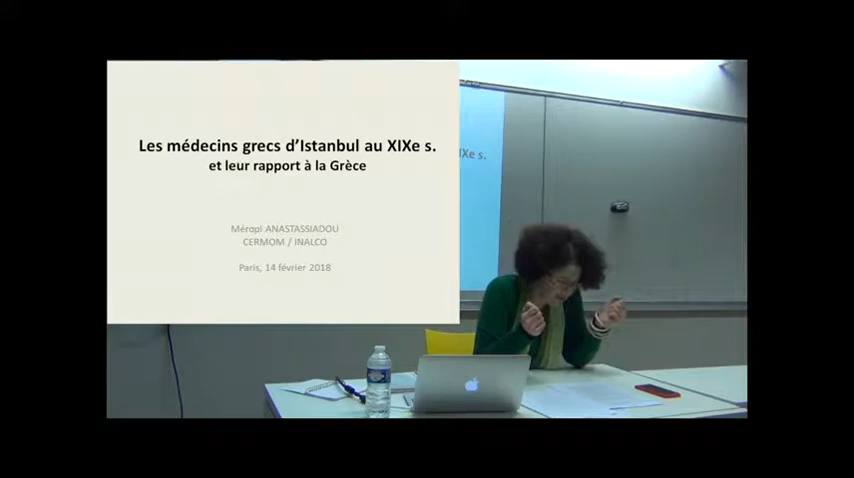 Les médecins grecs d'Istanbul au XIXe s.
et leur rapport à la Grèce
Méropi ANASTASSIADOU
CERMOM / INALCO
Paris, 14 février 2018
XIXe s.